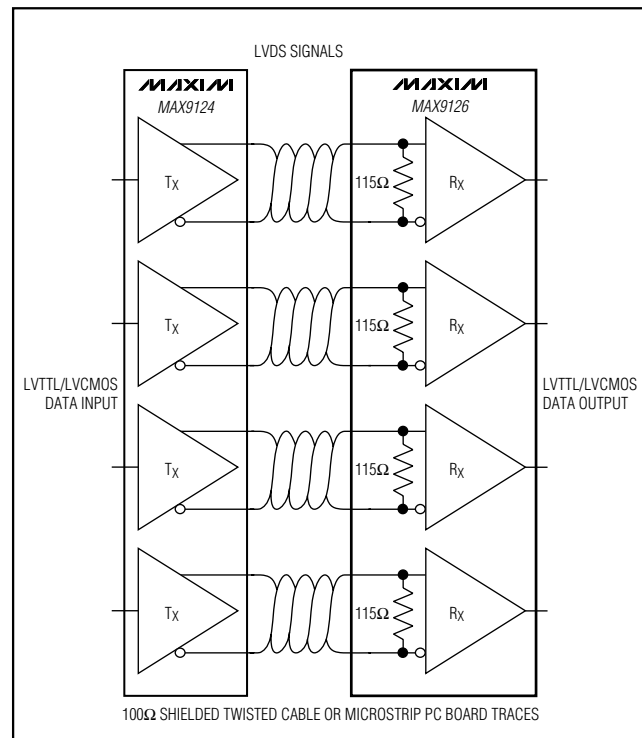 LVDS SIGNALS
MAXIM
MAX9124
MAXIM
MAX9126
TX
115Ω
RX
TX
115Ω
RX
LVTTL/LVCMOS
DATA INPUT
LVTTL/LVCMOS
DATA OUTPUT
TX
115Ω
RX
TX
115Ω
RX
100Ω SHIELDED TWISTED CABLE OR MICROSTRIP PC BOARD TRACES